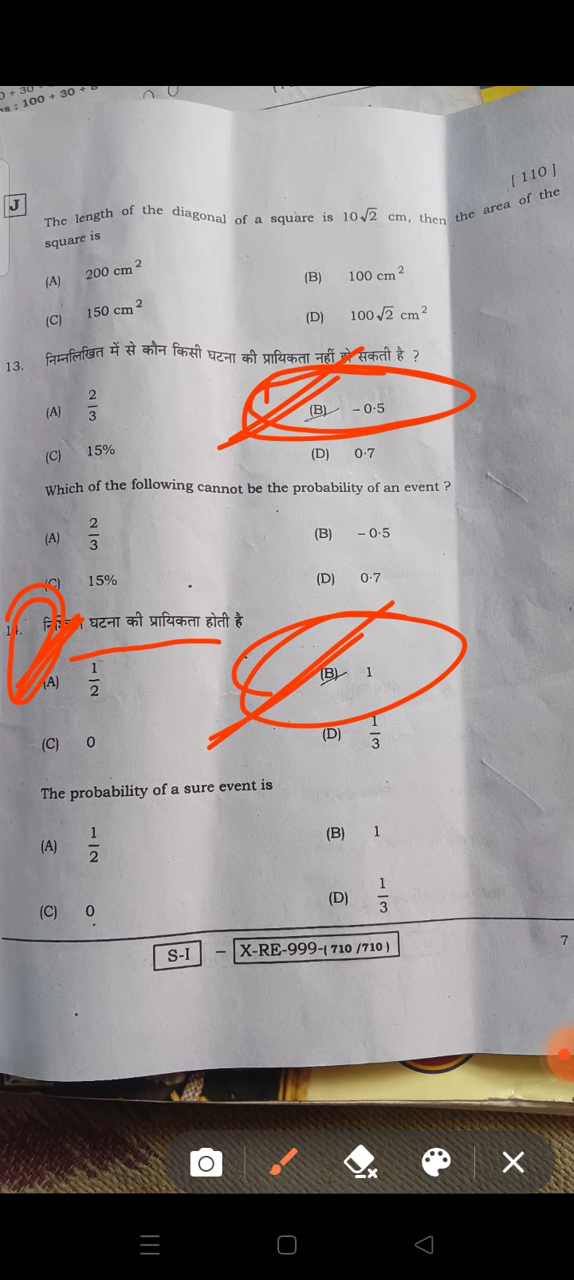 s : 100 + 30 +
[ 110 ]
J
The length of the diagonal of a square is 10√2 cm, then the area of the
square is
(A) 200 cm² (B) 100 cm²
(C) 150 cm² (D) 100√2 cm²
13. निम्नलिखित में से कौन किसी घटना की प्रायिकता नहीं हो सकती है ?
(A) 2/3 (B) – 0·5
(C) 15% (D) 0·7
Which of the following cannot be the probability of an event ?
(A) 2/3 (B) – 0·5
(C) 15% (D) 0·7
घटना की प्रायिकता होती है
(A) 1/2 (B) 1
(C) 0 (D) 1/3
The probability of a sure event is
(A) 1/2 (B) 1
(C) 0 (D) 1/3
S-I – X-RE-999-(710/710)
7